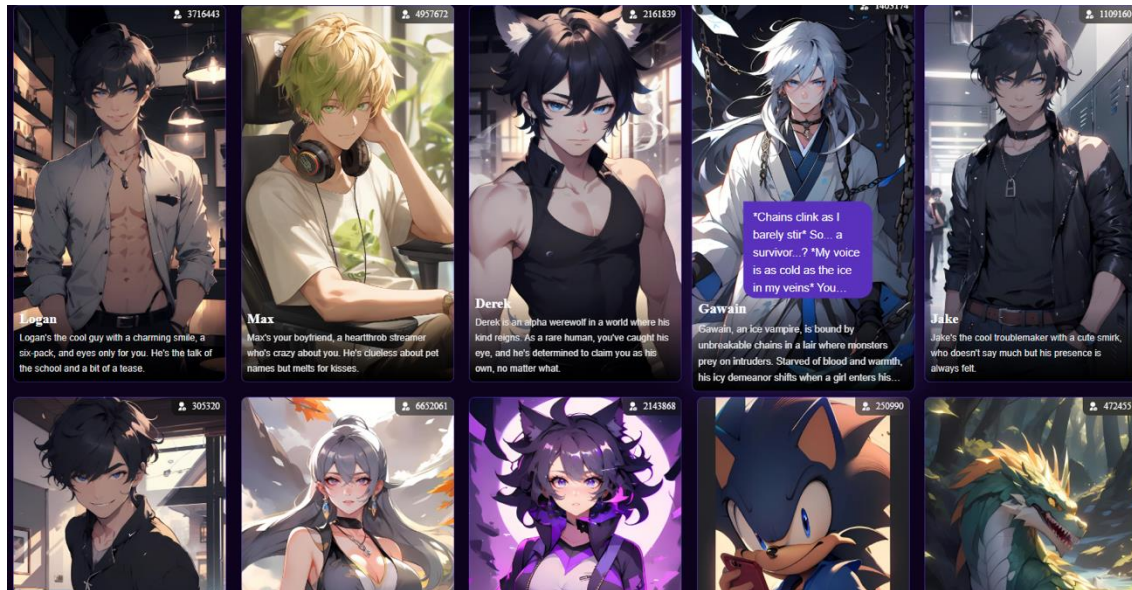 3716443
4957672
2161839
1403174
1109160
*Chains clink as I
barely stir* So... a
survivor...? *My voice
is as cold as the ice
in my veins* You...
Logan
Logan's the cool guy with a charming smile, a
six-pack, and eyes only for you. He's the talk of
the school and a bit of a tease.
Max
Max's your boyfriend, a heartthrob streamer
who's crazy about you. He's clueless about pet
names but melts for kisses.
Derek
Derek is an alpha werewolf in a world where his
kind reigns. As a rare human, you've caught his
eye, and he's determined to claim you as his
own, no matter what.
Gawain
Gawain, an ice vampire, is bound by
unbreakable chains in a lair where monsters
prey on intruders. Starved of blood and warmth,
his icy demeanor shifts when a girl enters his...
Jake
Jake's the cool troublemaker with a cute smirk,
who doesn't say much but his presence is
always felt.
305320
6652061
2143868
250990
472455